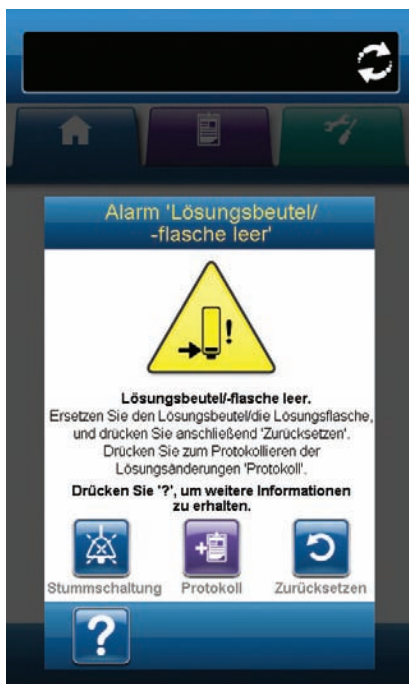 Alarm 'Lösungsbeutel/
-flasche leer'
!
Lösungsbeutel/-flasche leer.
Ersetzen Sie den Lösungsbeutel/die Lösungsflasche,
und drücken Sie anschließend 'Zurücksetzen'.
Drücken Sie zum Protokollieren der
Lösungsänderungen 'Protokoll'.
Drücken Sie '?', um weitere Informationen
zu erhalten.
Stummschaltung Protokoll Zurücksetzen
?